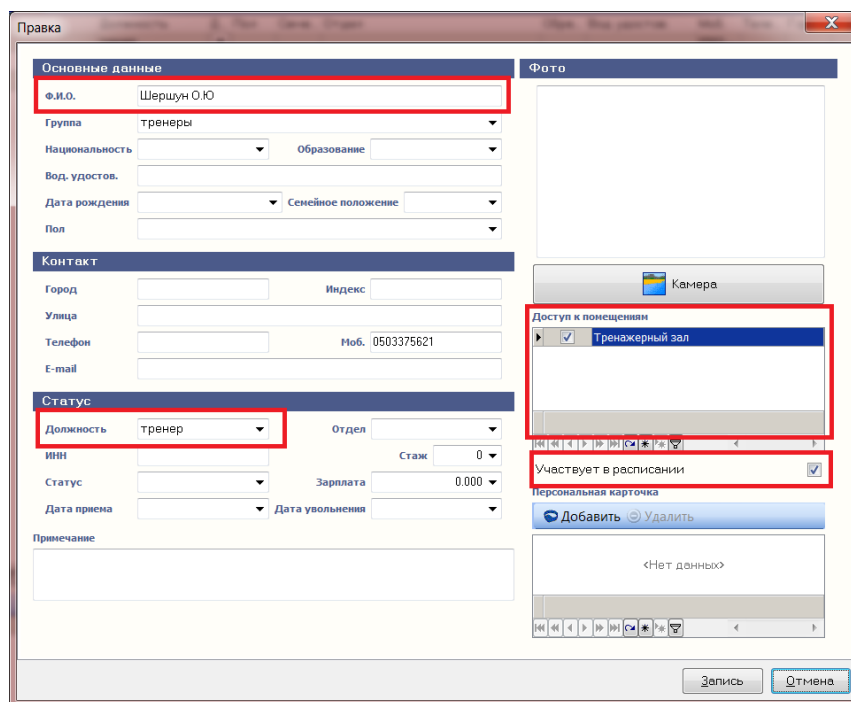 Правка
Основные данные
Ф.И.О. Шершун О.Ю
Группа тренеры
Национальность Образование
Вод. удостов.
Дата рождения Семейное положение
Пол
Контакт
Город Индекс
Улица
Телефон Моб. 0503375621
E-mail
Статус
Должность тренер Отдел
ИНН Стаж 0
Статус Зарплата 0.000
Дата приема Дата увольнения
Примечание
Фото
Камера
Доступ к помещениям
Тренажерный зал
Участвует в расписании
Персональная карточка
Добавить Удалить
<Нет данных>
Запись Отмена